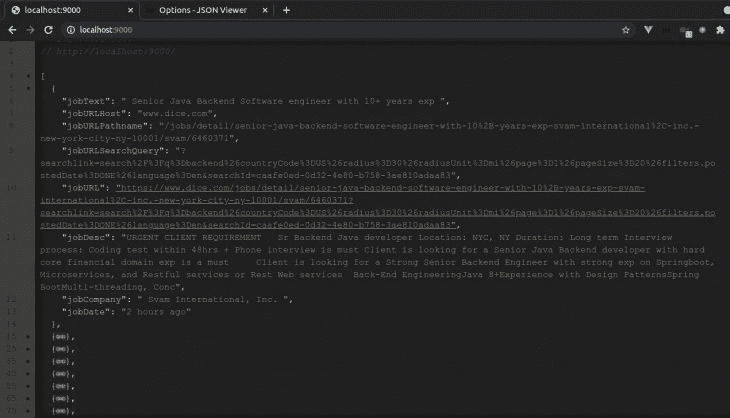 localhost:9000
Options - JSON Viewer
localhost:9000
2
// http://localhost:9000/
3
4
[
5
{
6
"jobText": " Senior Java Backend Software engineer with 10+ years exp ",
7
"jobURLHost": "www.dice.com",
8
"jobURLPathname": "/jobs/detail/senior-java-backend-software-engineer-with-10%2B-years-exp-svam-international%2C-inc.-
new-york-city-ny-10001/svam/6460371",
9
"jobURLSearchQuery": "?
searchlink=search%2F%3Fq%3Dbackend%26countryCode%3DUS%26radius%3D30%26radiusUnit%3Dmi%26page%3D1%26pageSize%3D20%26filters.po
stedDate%3DONE%26language%3Den&searchId=caafe0ed-0d32-4e80-b758-3ae810adaa83",
10
"jobURL": "https://www.dice.com/jobs/detail/senior-java-backend-software-engineer-with-10%2B-years-exp-svam-
international%2C-inc.-new-york-city-ny-10001/svam/6460371?
searchlink=search%2F%3Fq%3Dbackend%26countryCode%3DUS%26radius%3D30%26radiusUnit%3Dmi%26page%3D1%26pageSize%3D20%26filters.po
stedDate%3DONE%26language%3Den&searchId=caafe0ed-0d32-4e80-b758-3ae810adaa83",
11
"jobDesc": "URGENT CLIENT REQUIREMENT   Sr Backend Java developer Location: NYC, NY Duration: Long term Interview
process: Coding test within 48hrs + Phone interview is must Client is looking for a Senior Java Backend developer with hard
core financial domain exp is a must     Client is looking for a Strong Senior Backend Engineer with strong exp on Springboot,
Microservices, and Restful services or Rest Web services  Back-End EngineeringJava 8+Experience with Design PatternsSpring
BootMulti-threading, Conc",
12
"jobCompany": " Svam International, Inc. ",
13
"jobDate": "2 hours ago"
14
},
15
},
25
},
35
},
45
},
55
},
65
},
75
},